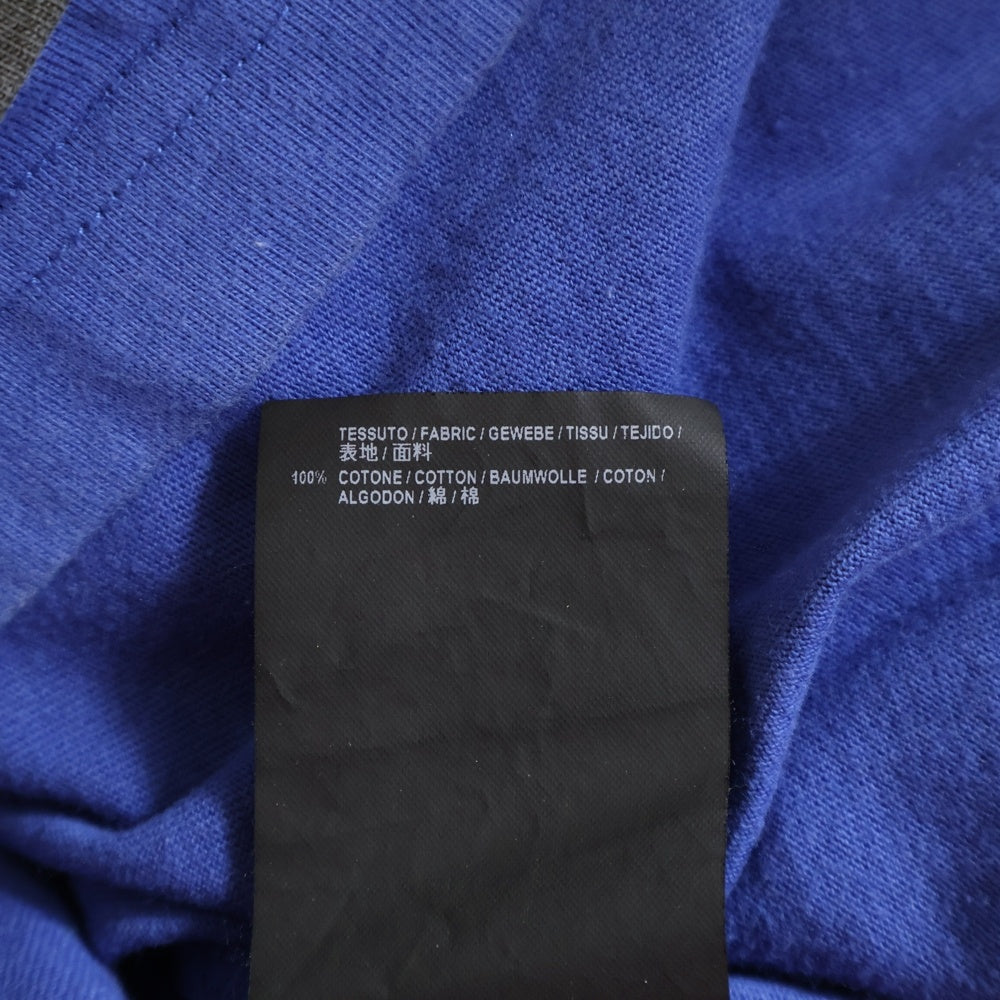 TESSUTO / FABRIC / GEWEBE / TISSU / TEJIDO /
表地 / 面料
100% COTONE / COTTON / BAUMWOLLE / COTON /
ALGODON / 綿 / 棉